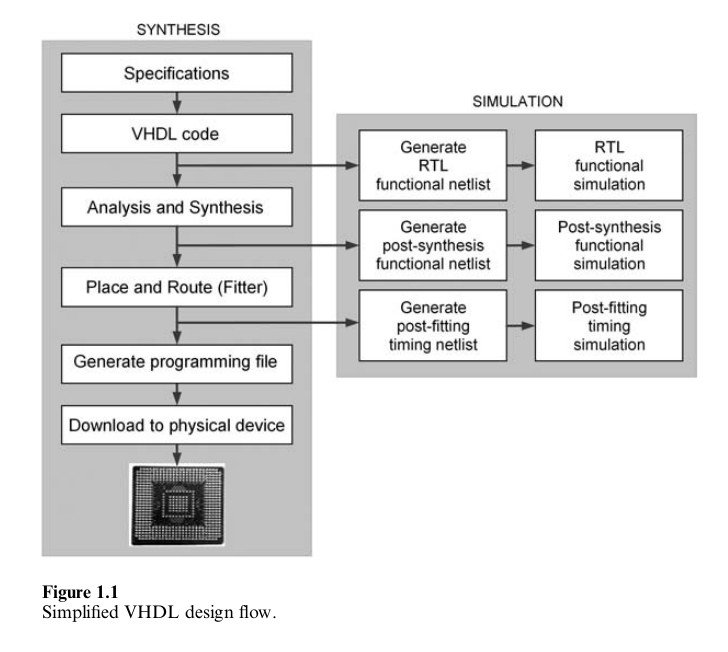 SYNTHESIS
Specifications
VHDL code
Analysis and Synthesis
Place and Route (Fitter)
Generate programming file
Download to physical device
SIMULATION
Generate
RTL
functional netlist
RTL
functional
simulation
Generate
post-synthesis
functional netlist
Post-synthesis
functional
simulation
Generate
post-fitting
timing netlist
Post-fitting
timing
simulation
Figure 1.1
Simplified VHDL design flow.